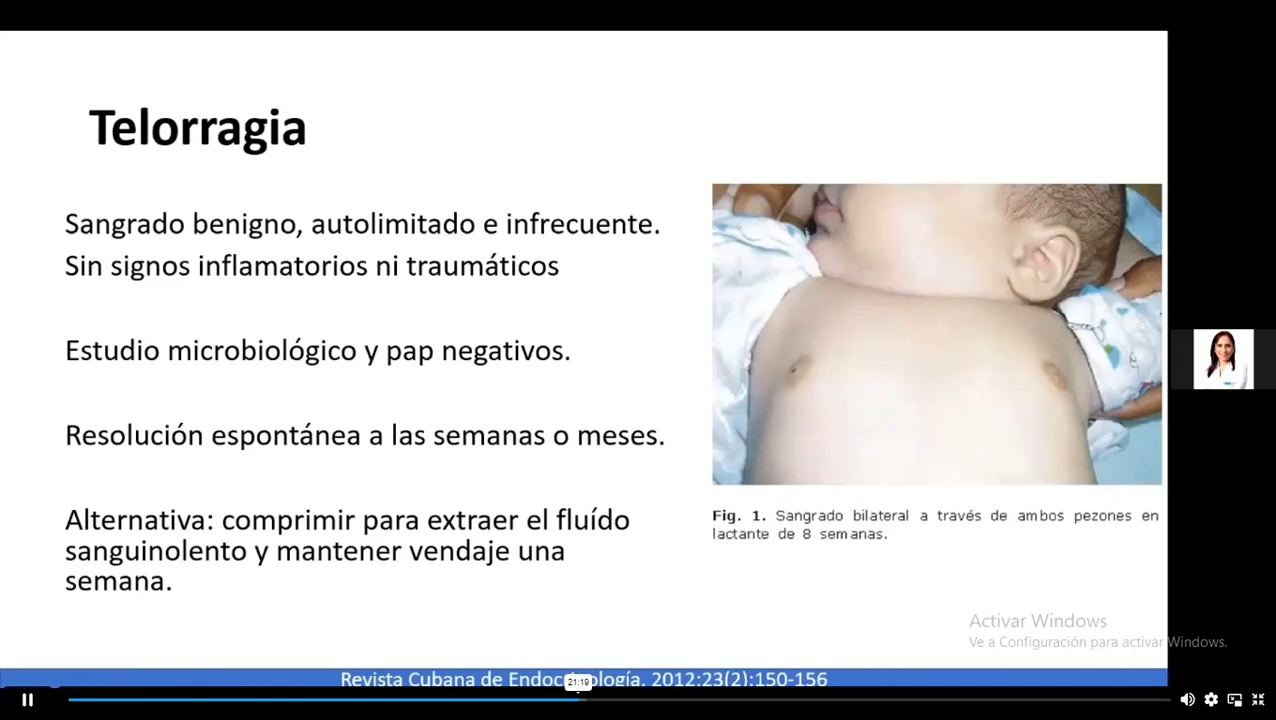 Telorragia
Sangrado benigno, autolimitado e infrecuente.
Sin signos inflamatorios ni traumáticos
Estudio microbiológico y pap negativos.
Resolución espontánea a las semanas o meses.
Alternativa: comprimir para extraer el fluído
sanguinolento y mantener vendaje una
semana.
Fig. 1. Sangrado bilateral a través de ambos pezones en
lactante de 8 semanas.
Activar Windows
Ve a Configuración para activar Windows.
Revista Cubana de Endocrinología. 2012;23(2):150-156
21:19